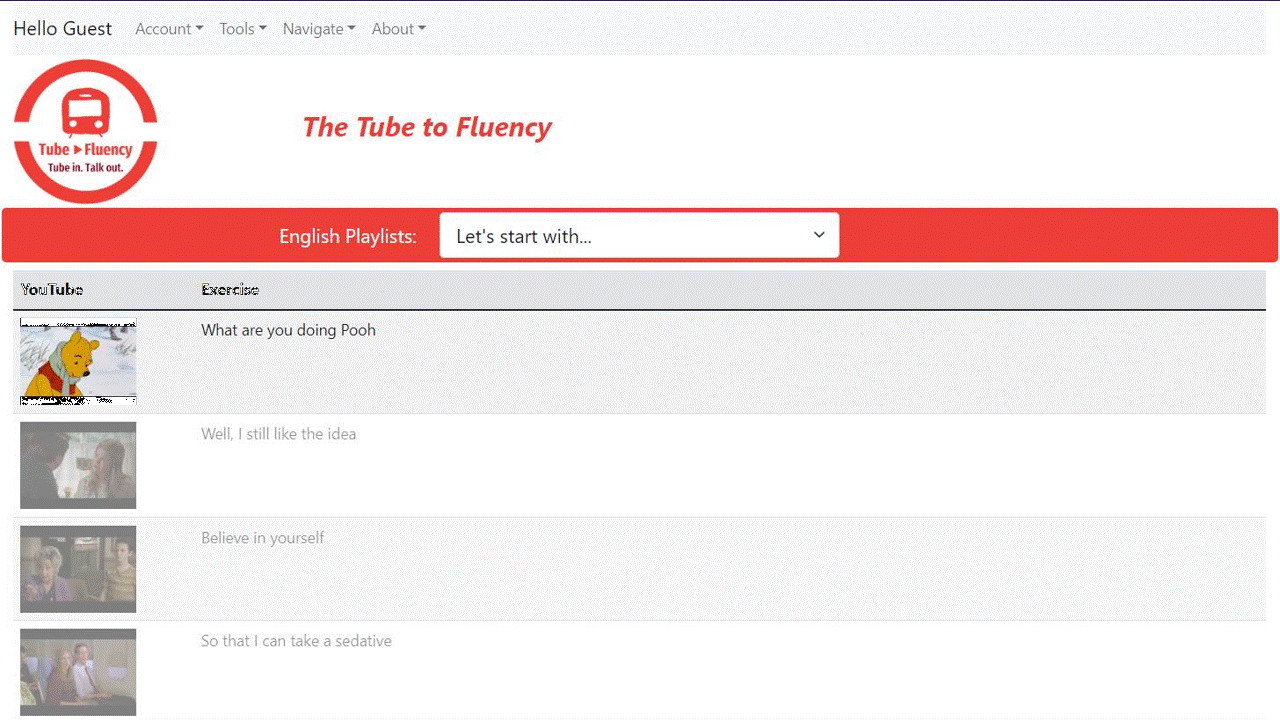 Hello Guest Account Tools Navigate About
Tube Fluency
Tube in. Talk out.
The Tube to Fluency
English Playlists: Let's start with...
YouTube Exercise
What are you doing Pooh
Well, I still like the idea
Believe in yourself
So that I can take a sedative